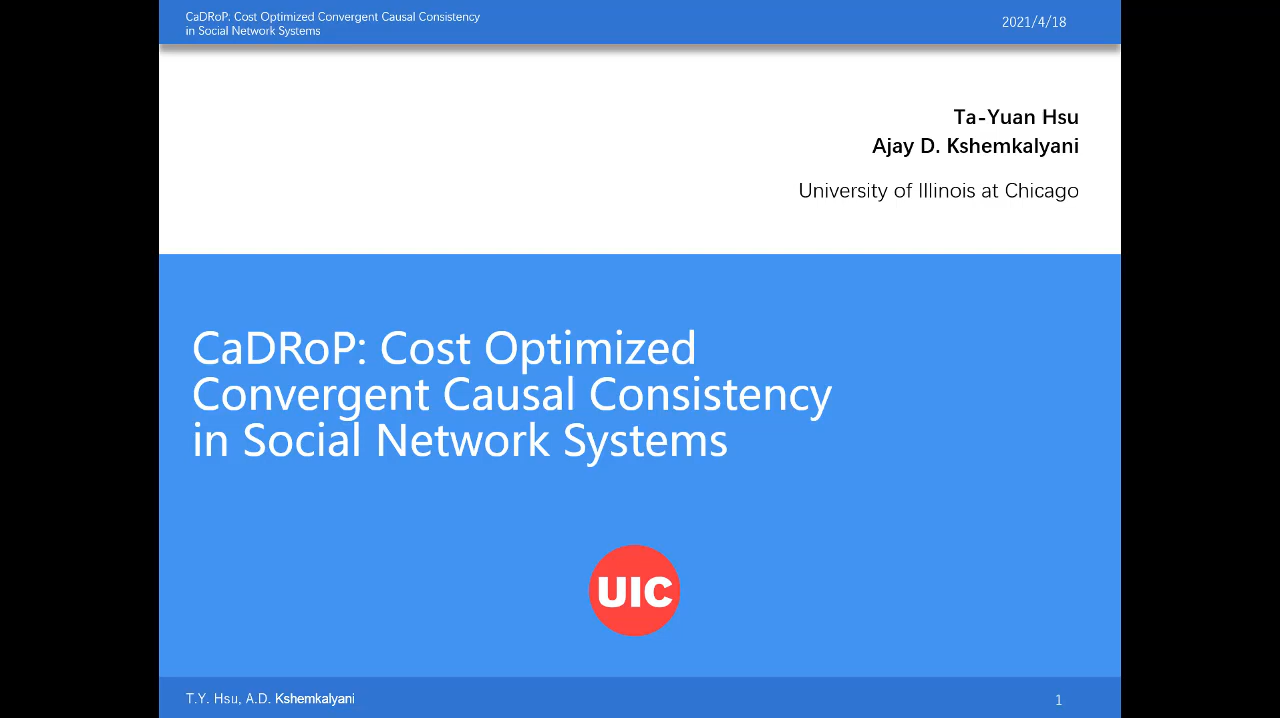 CaDRoP: Cost Optimized Convergent Causal Consistency
in Social Network Systems
2021/4/18
Ta-Yuan Hsu
Ajay D. Kshemkalyani
University of Illinois at Chicago
CaDRoP: Cost Optimized
Convergent Causal Consistency
in Social Network Systems
UIC
T.Y. Hsu, A.D. Kshemkalyani
1